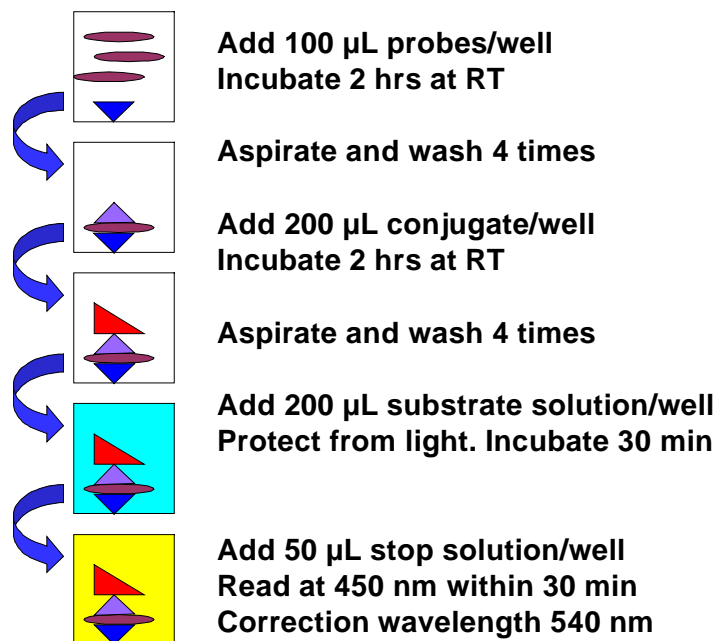 Add 100 µL probes/well
Incubate 2 hrs at RT
Aspirate and wash 4 times
Add 200 µL conjugate/well
Incubate 2 hrs at RT
Aspirate and wash 4 times
Add 200 µL substrate solution/well
Protect from light. Incubate 30 min
Add 50 µL stop solution/well
Read at 450 nm within 30 min
Correction wavelength 540 nm